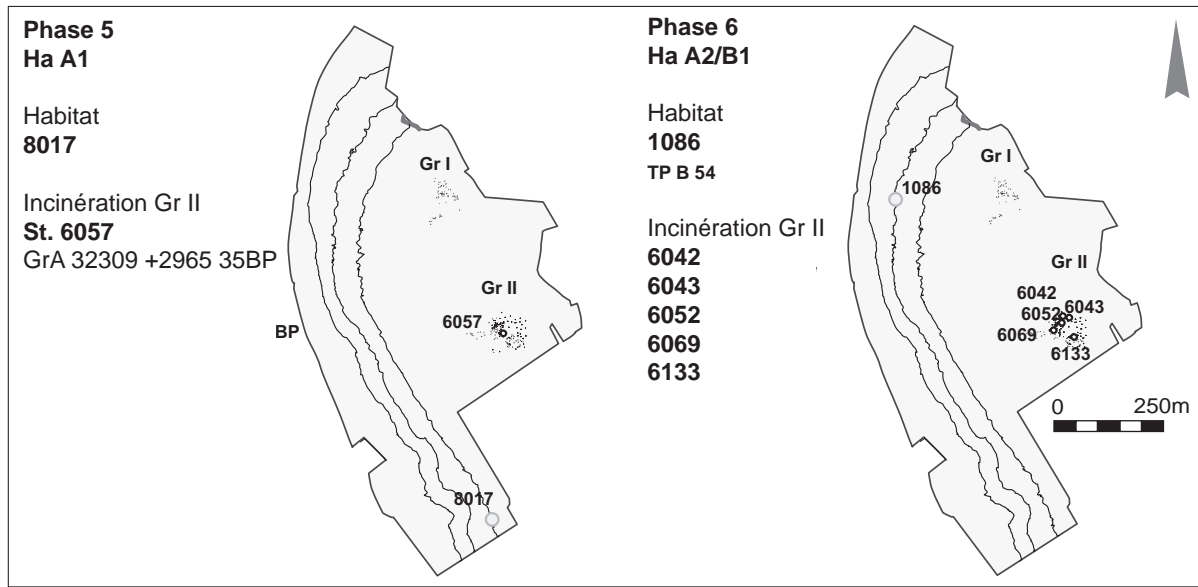 Phase 5
Ha A1
Habitat
8017
Incinération Gr II
St. 6057
GrA 32309 +2965 35BP
BP
Gr I
Gr II
6057
8017
Phase 6
Ha A2/B1
Habitat
1086
TP B 54
Incinération Gr II
6042
6043
6052
6069
6133
1086
Gr I
Gr II
6042
6052 6043
6069
6133
0 250m